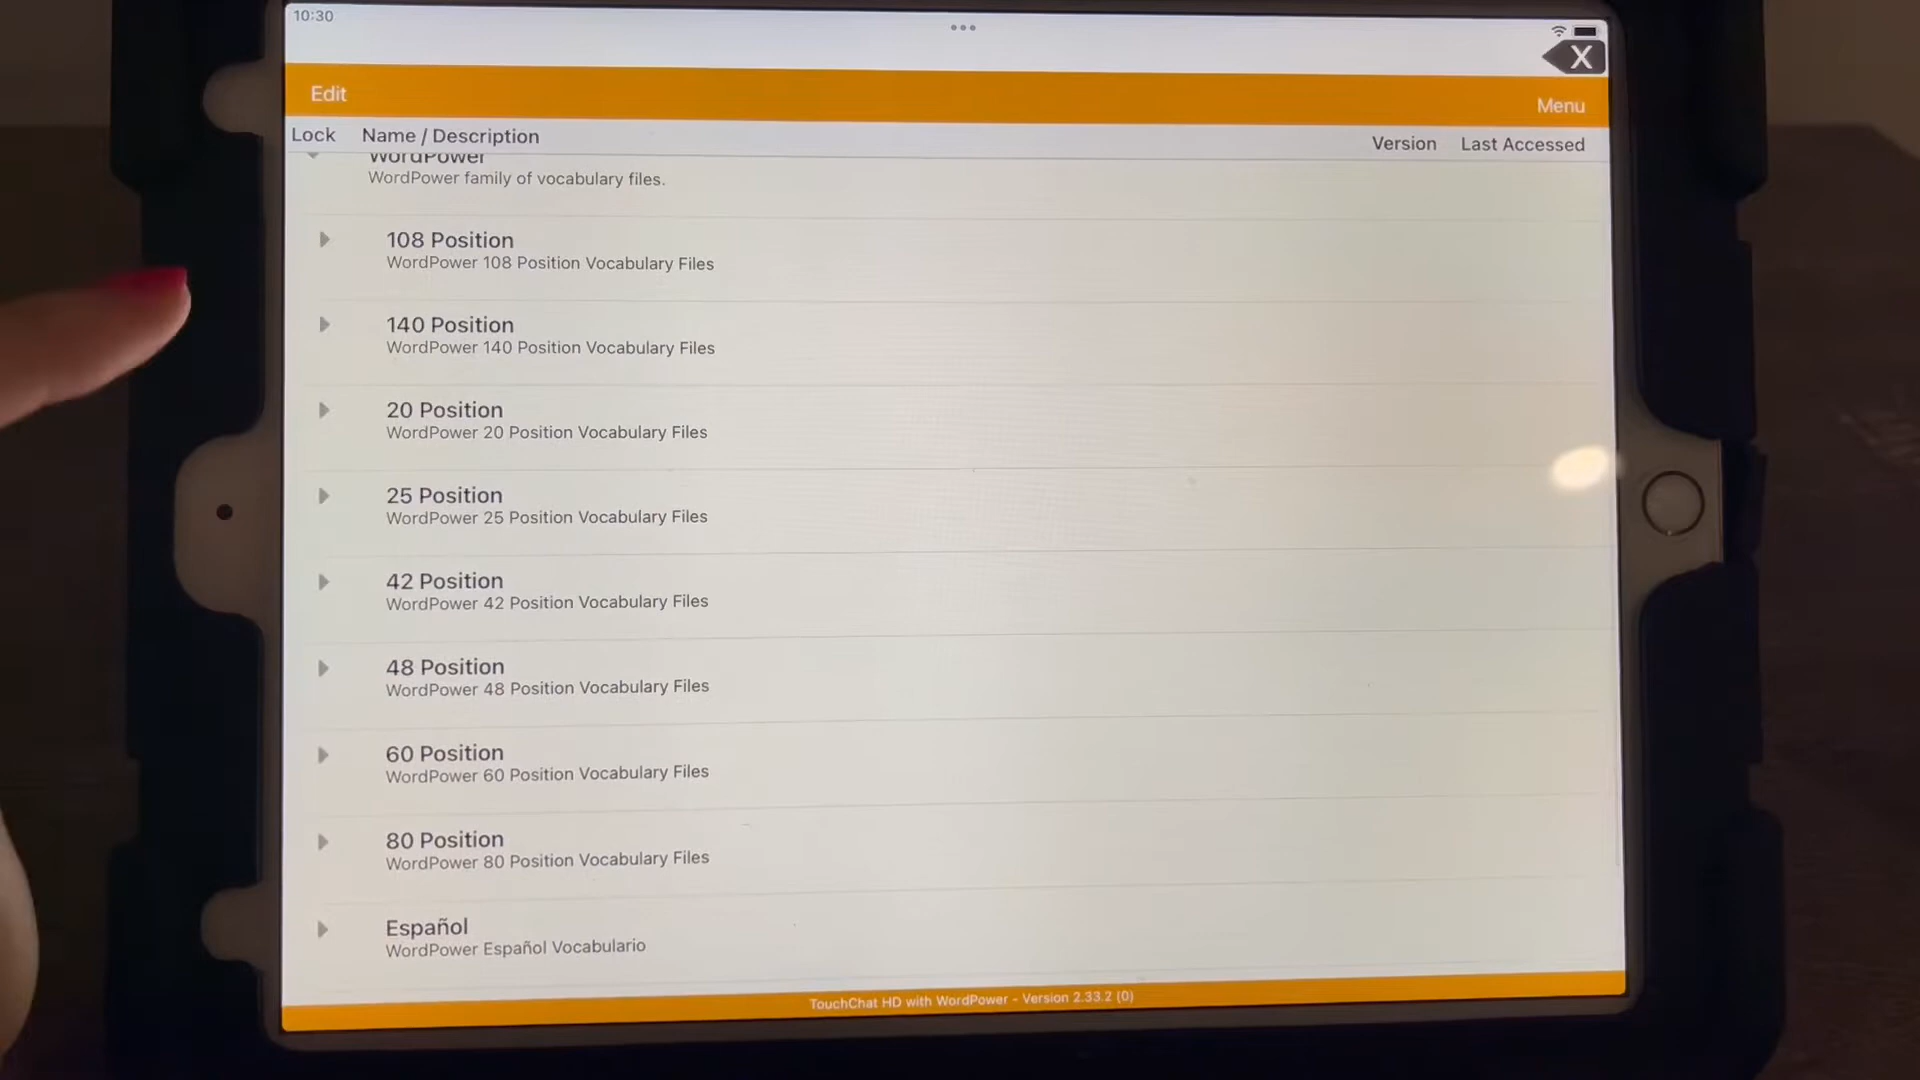 10:30
X
Edit
Menu
Lock Name / Description Version Last Accessed
WordPower
WordPower family of vocabulary files.
108 Position
WordPower 108 Position Vocabulary Files
140 Position
WordPower 140 Position Vocabulary Files
20 Position
WordPower 20 Position Vocabulary Files
25 Position
WordPower 25 Position Vocabulary Files
42 Position
WordPower 42 Position Vocabulary Files
48 Position
WordPower 48 Position Vocabulary Files
60 Position
WordPower 60 Position Vocabulary Files
80 Position
WordPower 80 Position Vocabulary Files
Español
WordPower Español Vocabulario
TouchChat HD with WordPower - Version 2.33.2 (0)